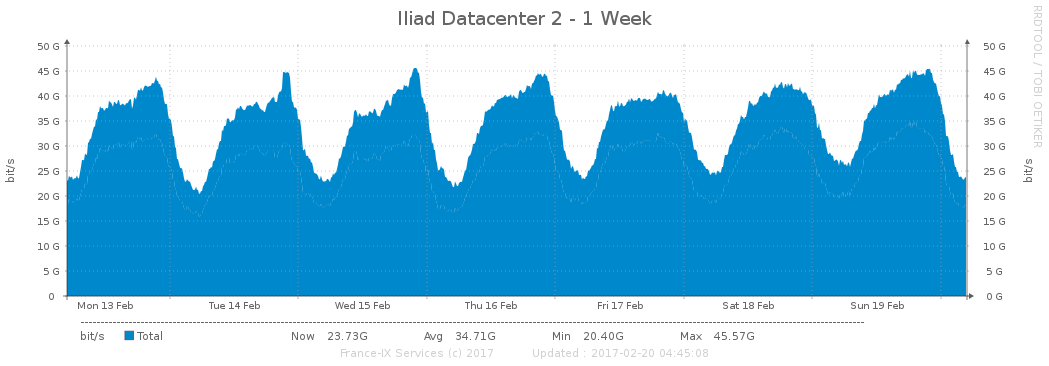 Iliad Datacenter 2 - 1 Week
RRDTOOL / TOBI OETIKER
bit/s
50 G 50 G
45 G 45 G
40 G 40 G
35 G 35 G
30 G 30 G
25 G 25 G
20 G 20 G
15 G 15 G
10 G 10 G
5 G 5 G
0 0 G
bit/s
Mon 13 Feb Tue 14 Feb Wed 15 Feb Thu 16 Feb Fri 17 Feb Sat 18 Feb Sun 19 Feb
bit/s Total Now 23.73G Avg 34.71G Min 20.40G Max 45.57G
France-IX Services (c) 2017 Updated : 2017-02-20 04:45:08